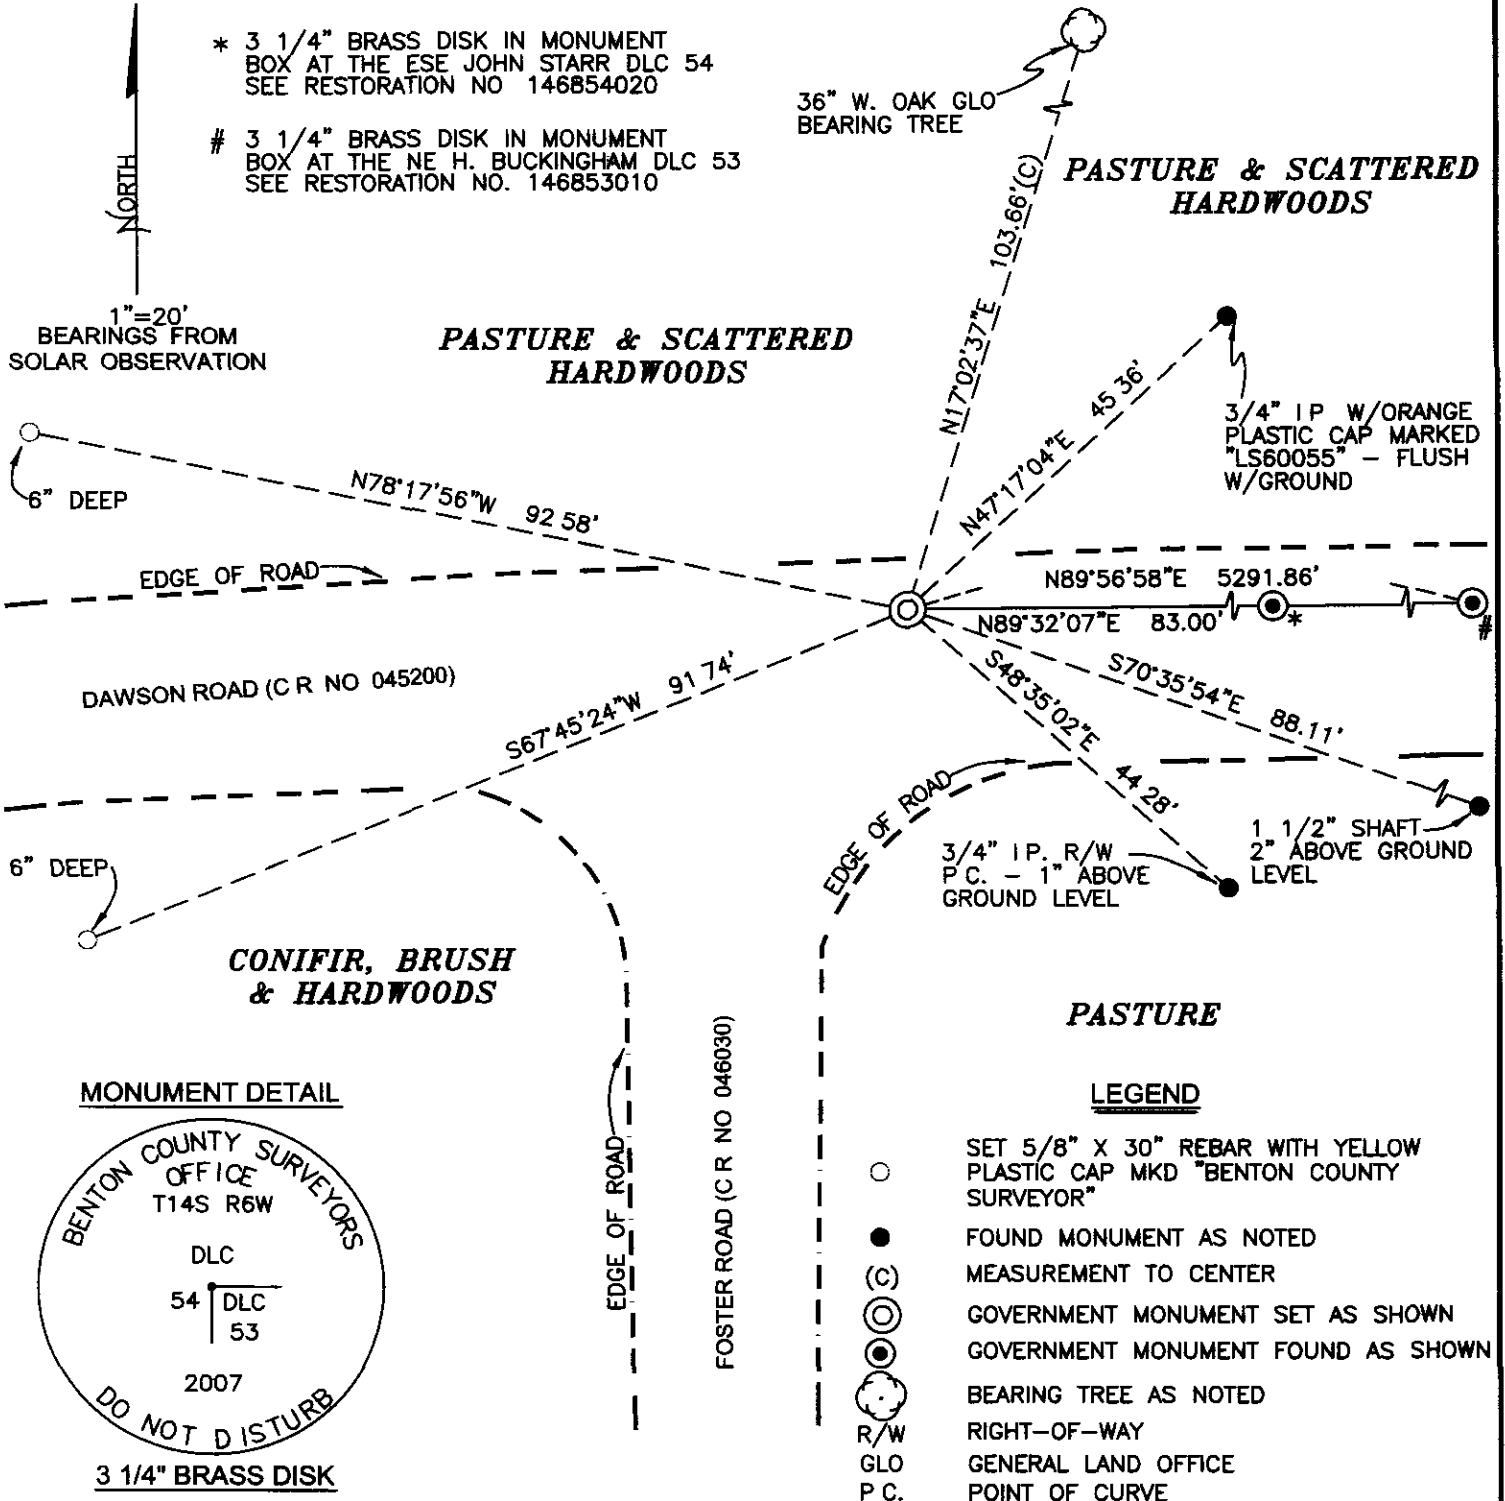 * 3 1/4" BRASS DISK IN MONUMENT
BOX AT THE ESE JOHN STARR DLC 54
SEE RESTORATION NO 146854020
# 3 1/4" BRASS DISK IN MONUMENT
BOX AT THE NE H. BUCKINGHAM DLC 53
SEE RESTORATION NO. 146853010
NORTH
1"=20'
BEARINGS FROM
SOLAR OBSERVATION
36" W. OAK GLO
BEARING TREE
PASTURE & SCATTERED
HARDWOODS
N17°02'37"E 103.66'(C)
PASTURE & SCATTERED
HARDWOODS
N47°17'04"E 45 36'
3/4" IP W/ORANGE
PLASTIC CAP MARKED
"LS60055" – FLUSH
W/GROUND
6" DEEP
N78°17'56"W 92 58'
EDGE OF ROAD
N89°56'58"E 5291.86'
N89°32'07"E 83.00'
*
#
DAWSON ROAD (C R NO 045200)
S67°45'24"W 91 74'
S48°35'02"E 44 28'
S70°35'54"E 88.11'
EDGE OF ROAD
3/4" IP. R/W
P C. – 1" ABOVE
GROUND LEVEL
1 1/2" SHAFT
2" ABOVE GROUND
LEVEL
6" DEEP
CONIFIR, BRUSH
& HARDWOODS
PASTURE
EDGE OF ROAD
FOSTER ROAD (C R NO 046030)
MONUMENT DETAIL
BENTON COUNTY SURVEYORS
OFFICE
T14S R6W
DLC
54 DLC
53
2007
DO NOT DISTURB
3 1/4" BRASS DISK
LEGEND
SET 5/8" X 30" REBAR WITH YELLOW
PLASTIC CAP MKD "BENTON COUNTY
SURVEYOR"
FOUND MONUMENT AS NOTED
(C) MEASUREMENT TO CENTER
GOVERNMENT MONUMENT SET AS SHOWN
GOVERNMENT MONUMENT FOUND AS SHOWN
BEARING TREE AS NOTED
R/W RIGHT–OF–WAY
GLO GENERAL LAND OFFICE
P C. POINT OF CURVE